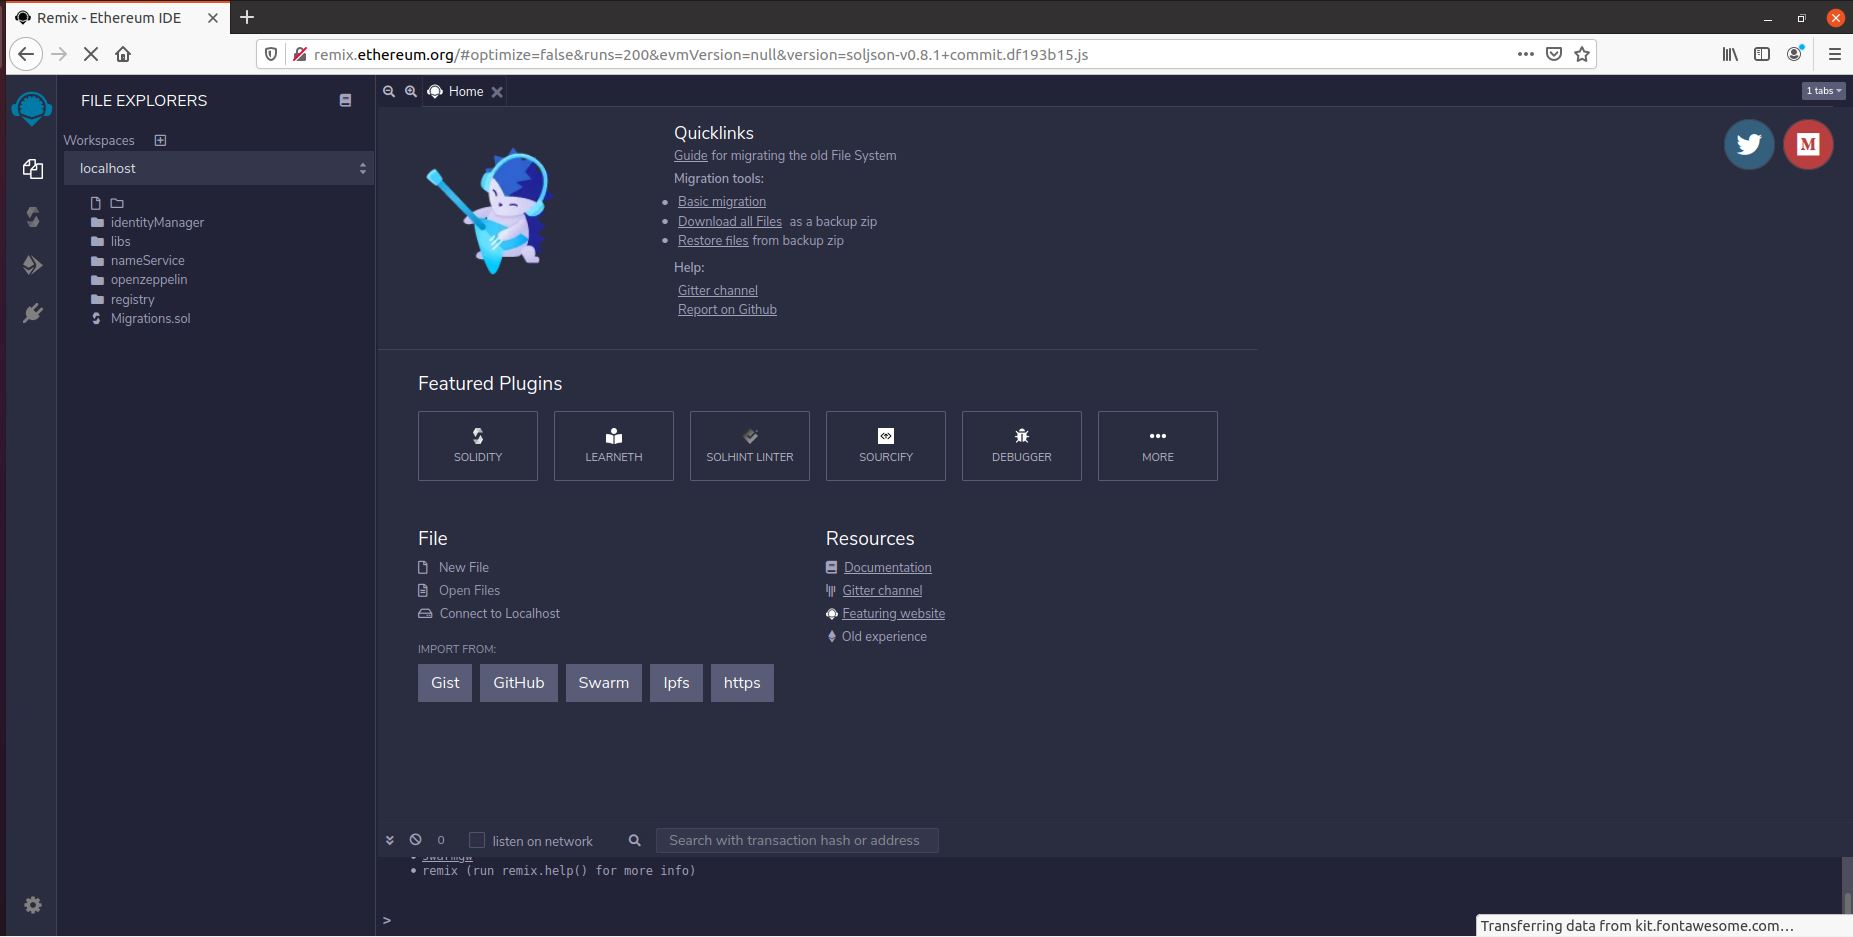 Remix - Ethereum IDE
remix.ethereum.org/#optimize=false&runs=200&evmVersion=null&version=soljson-v0.8.1+commit.df193b15.js
FILE EXPLORERS
Workspaces
localhost
identityManager
libs
nameService
openzeppelin
registry
Migrations.sol
Home
1 tabs
Quicklinks
Guide for migrating the old File System
Migration tools:
Basic migration
Download all Files as a backup zip
Restore files from backup zip
Help:
Gitter channel
Report on Github
M
Featured Plugins
SOLIDITY
LEARNETH
SOLHINT LINTER
SOURCIFY
DEBUGGER
MORE
File
New File
Open Files
Connect to Localhost
IMPORT FROM:
Gist
GitHub
Swarm
Ipfs
https
Resources
Documentation
Gitter channel
Featuring website
Old experience
0
listen on network
Search with transaction hash or address
swarmgw
remix (run remix.help() for more info)
>
Transferring data from kit.fontawesome.com…